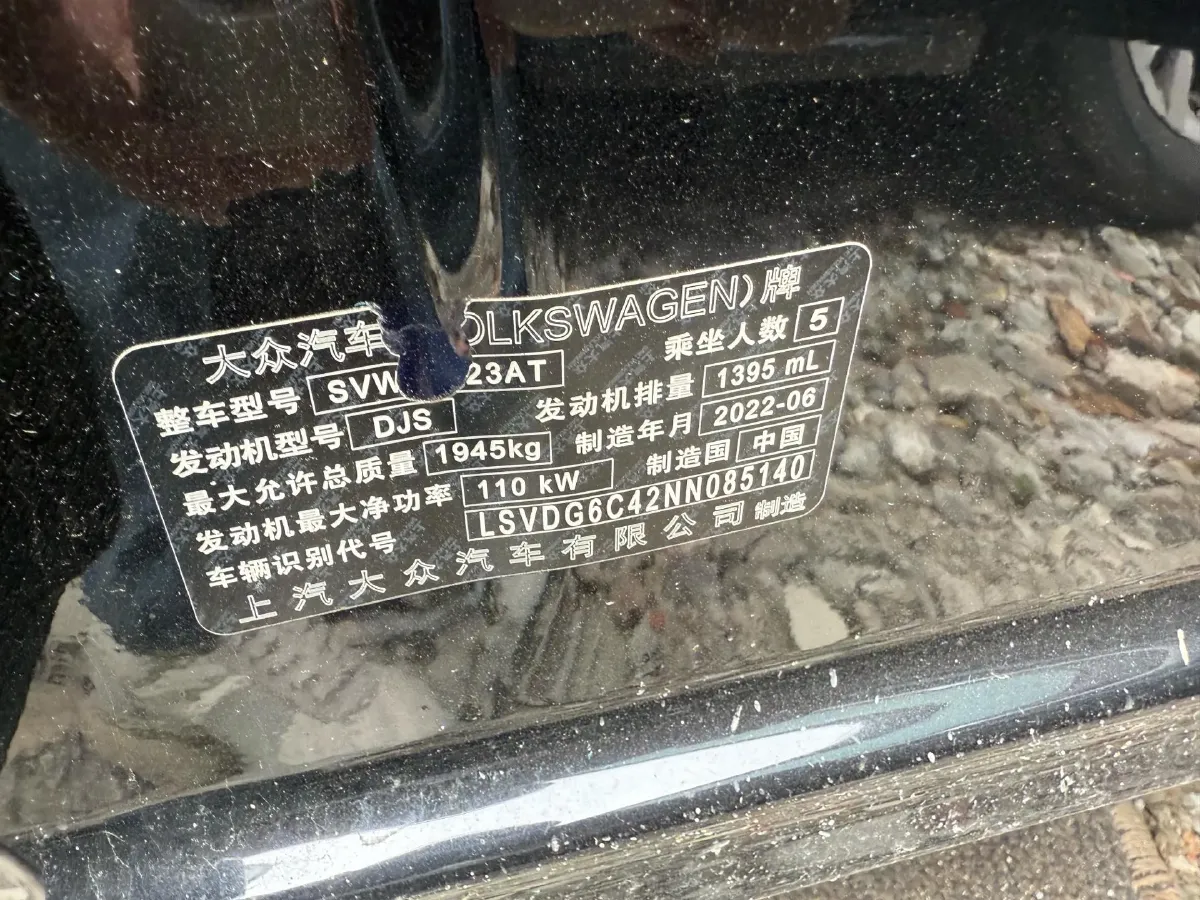 大众汽车 OLKSWAGEN)牌
整车型号 SVW 23AT 乘坐人数 5
发动机型号 DJS 发动机排量 1395 mL
最大允许总质量 1945kg 制造年月 2022-06
发动机最大净功率 110 kW 制造国 中国
车辆识别代号 LSVDG6C42NN085140
上汽大众汽车有限公司 制造